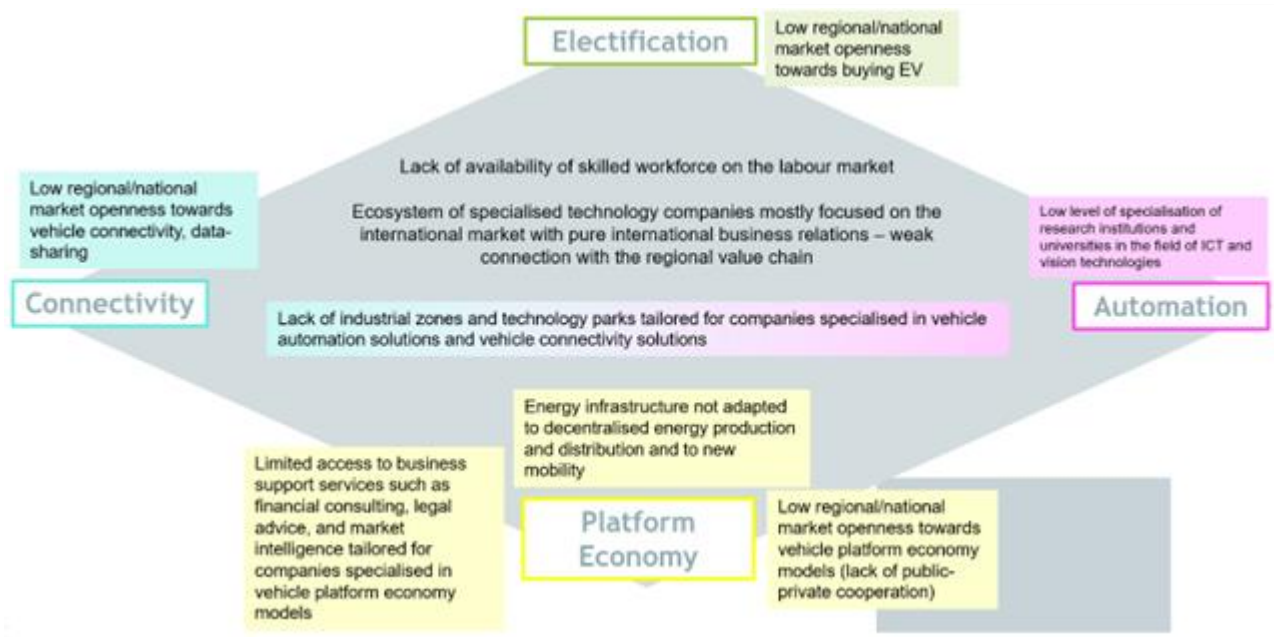 Electification
Low regional/national
market openness
towards buying EV
Lack of availability of skilled workforce on the labour market
Low regional/national
market openness towards
vehicle connectivity, data-
sharing
Ecosystem of specialised technology companies mostly focused on the
international market with pure international business relations – weak
connection with the regional value chain
Low level of specialisation of
research institutions and
universities in the field of ICT and
vision technologies
Connectivity
Automation
Lack of industrial zones and technology parks tailored for companies specialised in vehicle
automation solutions and vehicle connectivity solutions
Energy infrastructure not adapted
to decentralised energy production
and distribution and to new
mobility
Limited access to business
support services such as
financial consulting, legal
advice, and market
intelligence tailored for
companies specialised in
vehicle platform economy
models
Platform
Economy
Low regional/national
market openness towards
vehicle platform economy
models (lack of public-
private cooperation)